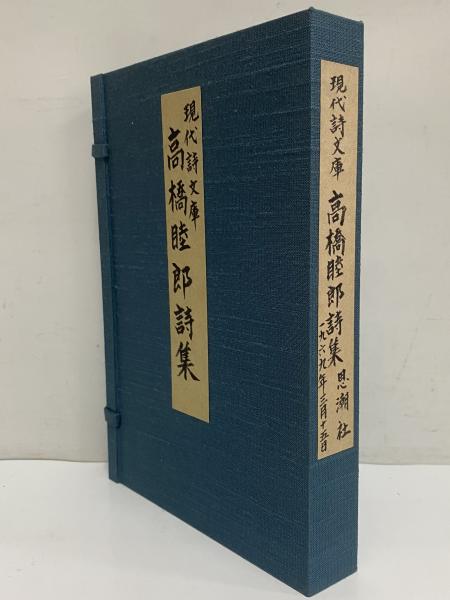 現代詩文庫
高橋睦郎詩集
現代詩文庫
高橋睦郎詩集
思潮社
一九六九年三月十五日